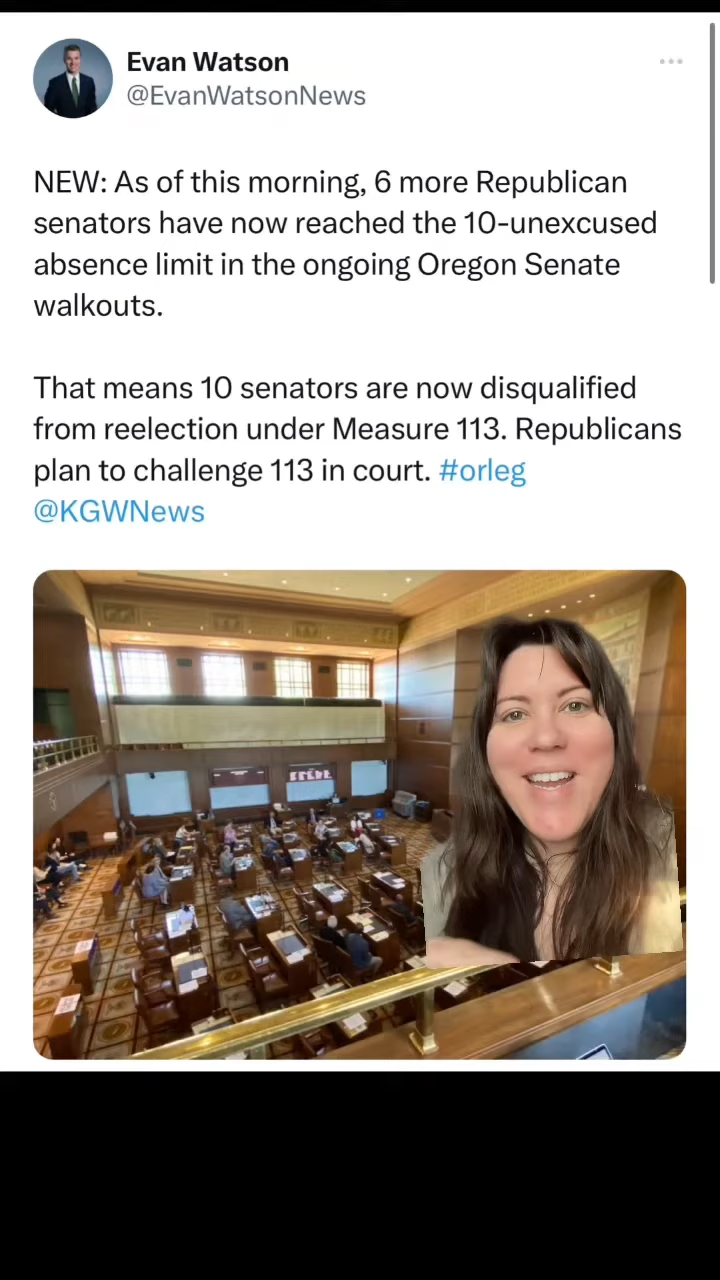 Evan Watson
@EvanWatsonNews
NEW: As of this morning, 6 more Republican
senators have now reached the 10-unexcused
absence limit in the ongoing Oregon Senate
walkouts.
That means 10 senators are now disqualified
from reelection under Measure 113. Republicans
plan to challenge 113 in court. #orleg
@KGWNews